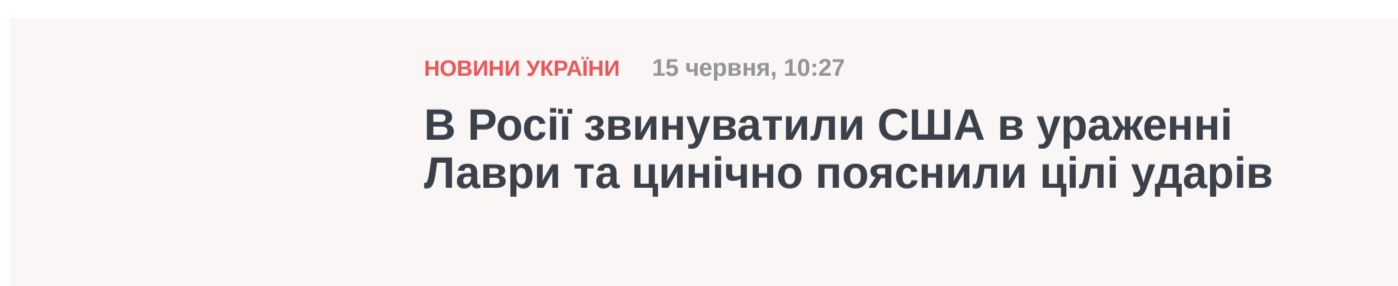 НОВИНИ УКРАЇНИ 15 червня, 10:27
В Росії звинуватили США в ураженні
Лаври та цинічно пояснили цілі ударів